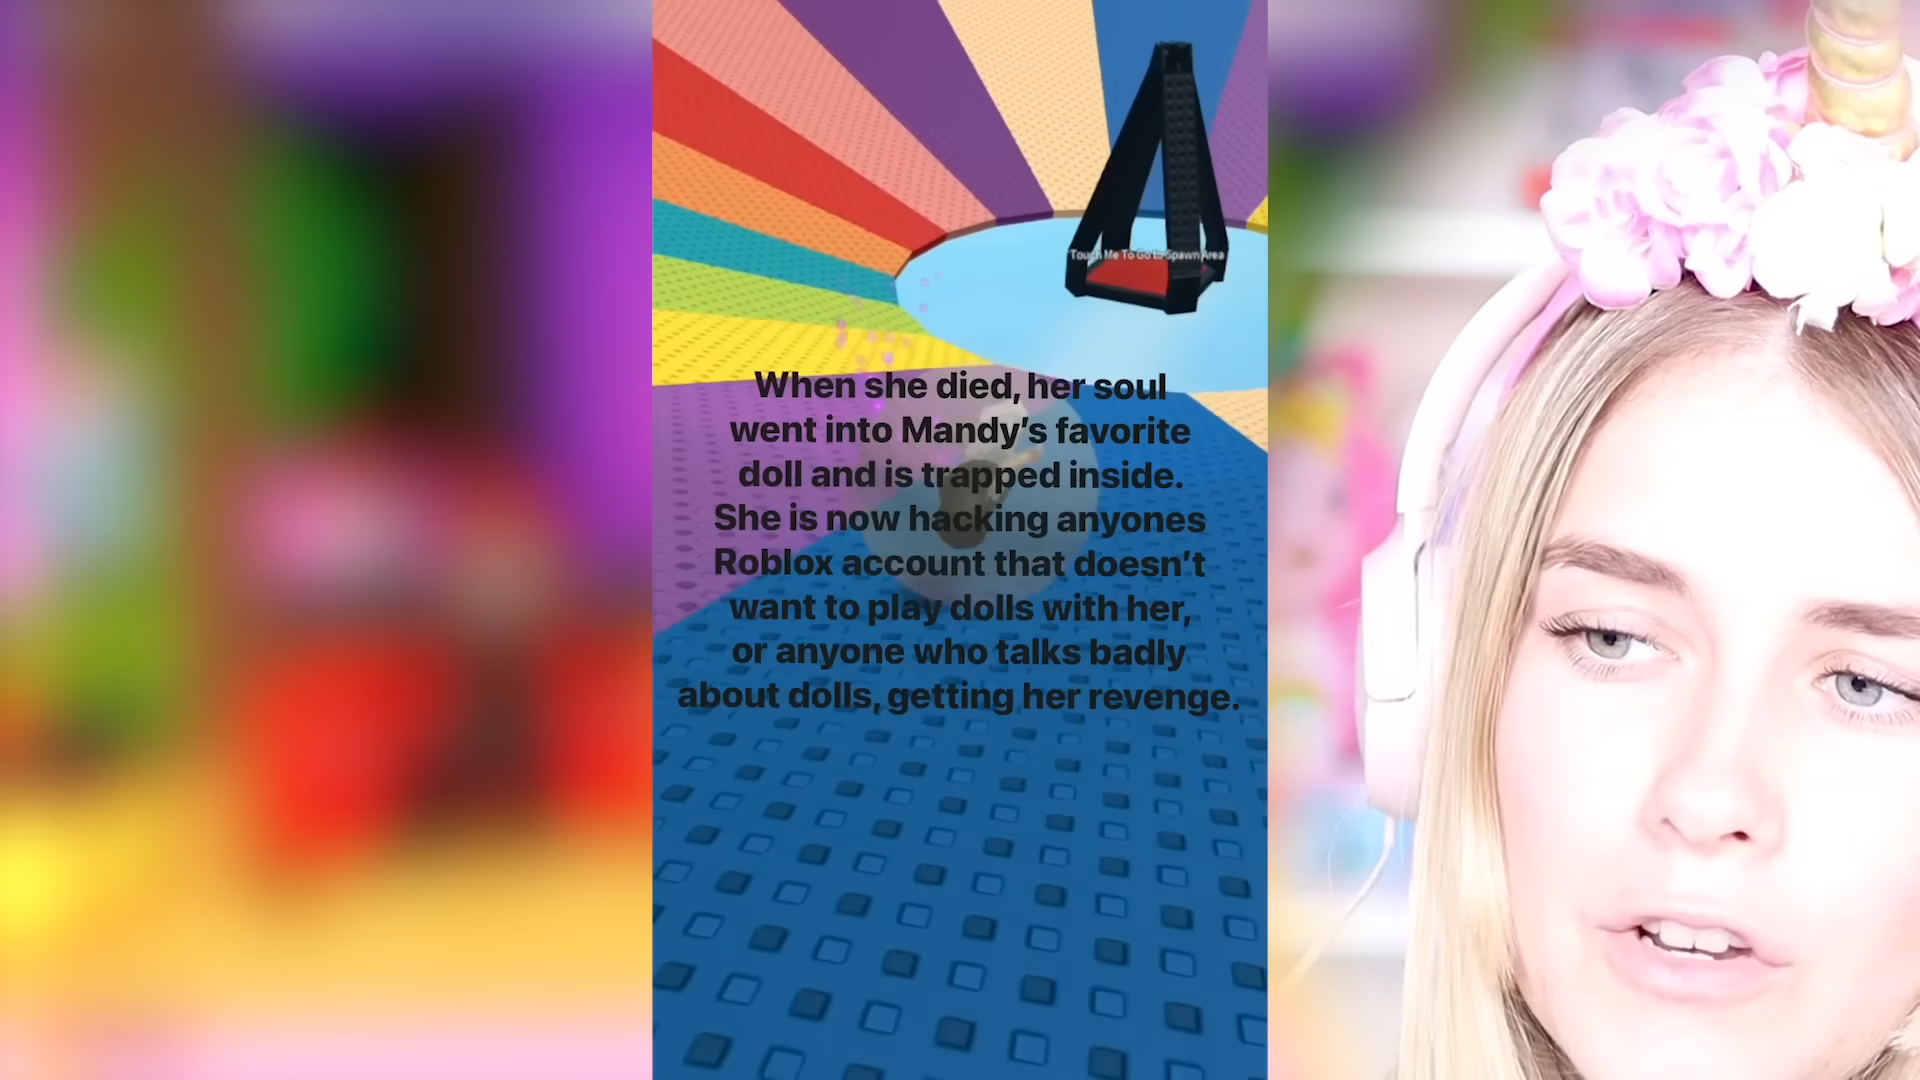 Touch Me To Go to Spawn Area
When she died, her soul
went into Mandy’s favorite
doll and is trapped inside.
She is now hacking anyones
Roblox account that doesn’t
want to play dolls with her,
or anyone who talks badly
about dolls, getting her revenge.